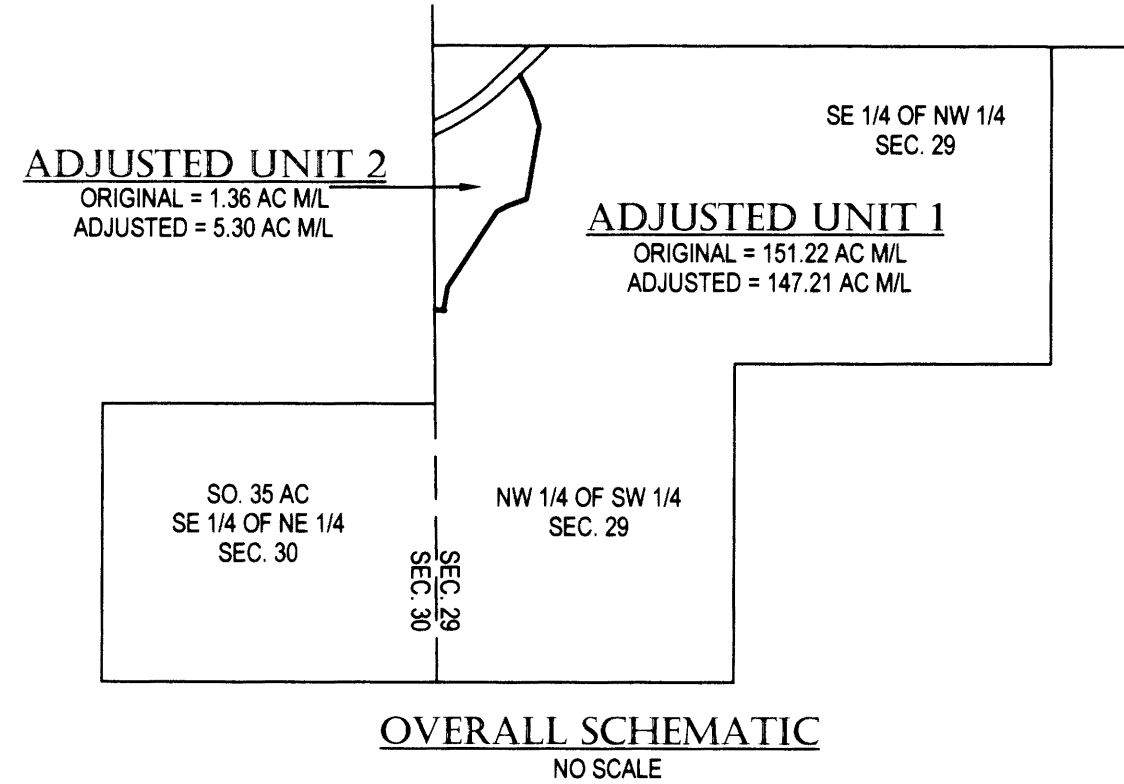 SE 1/4 OF NW 1/4
SEC. 29
ADJUSTED UNIT 2
ORIGINAL = 1.36 AC M/L
ADJUSTED = 5.30 AC M/L
ADJUSTED UNIT 1
ORIGINAL = 151.22 AC M/L
ADJUSTED = 147.21 AC M/L
SO. 35 AC
SE 1/4 OF NE 1/4
SEC. 30
NW 1/4 OF SW 1/4
SEC. 29
SEC. 29
SEC. 30
OVERALL SCHEMATIC
NO SCALE